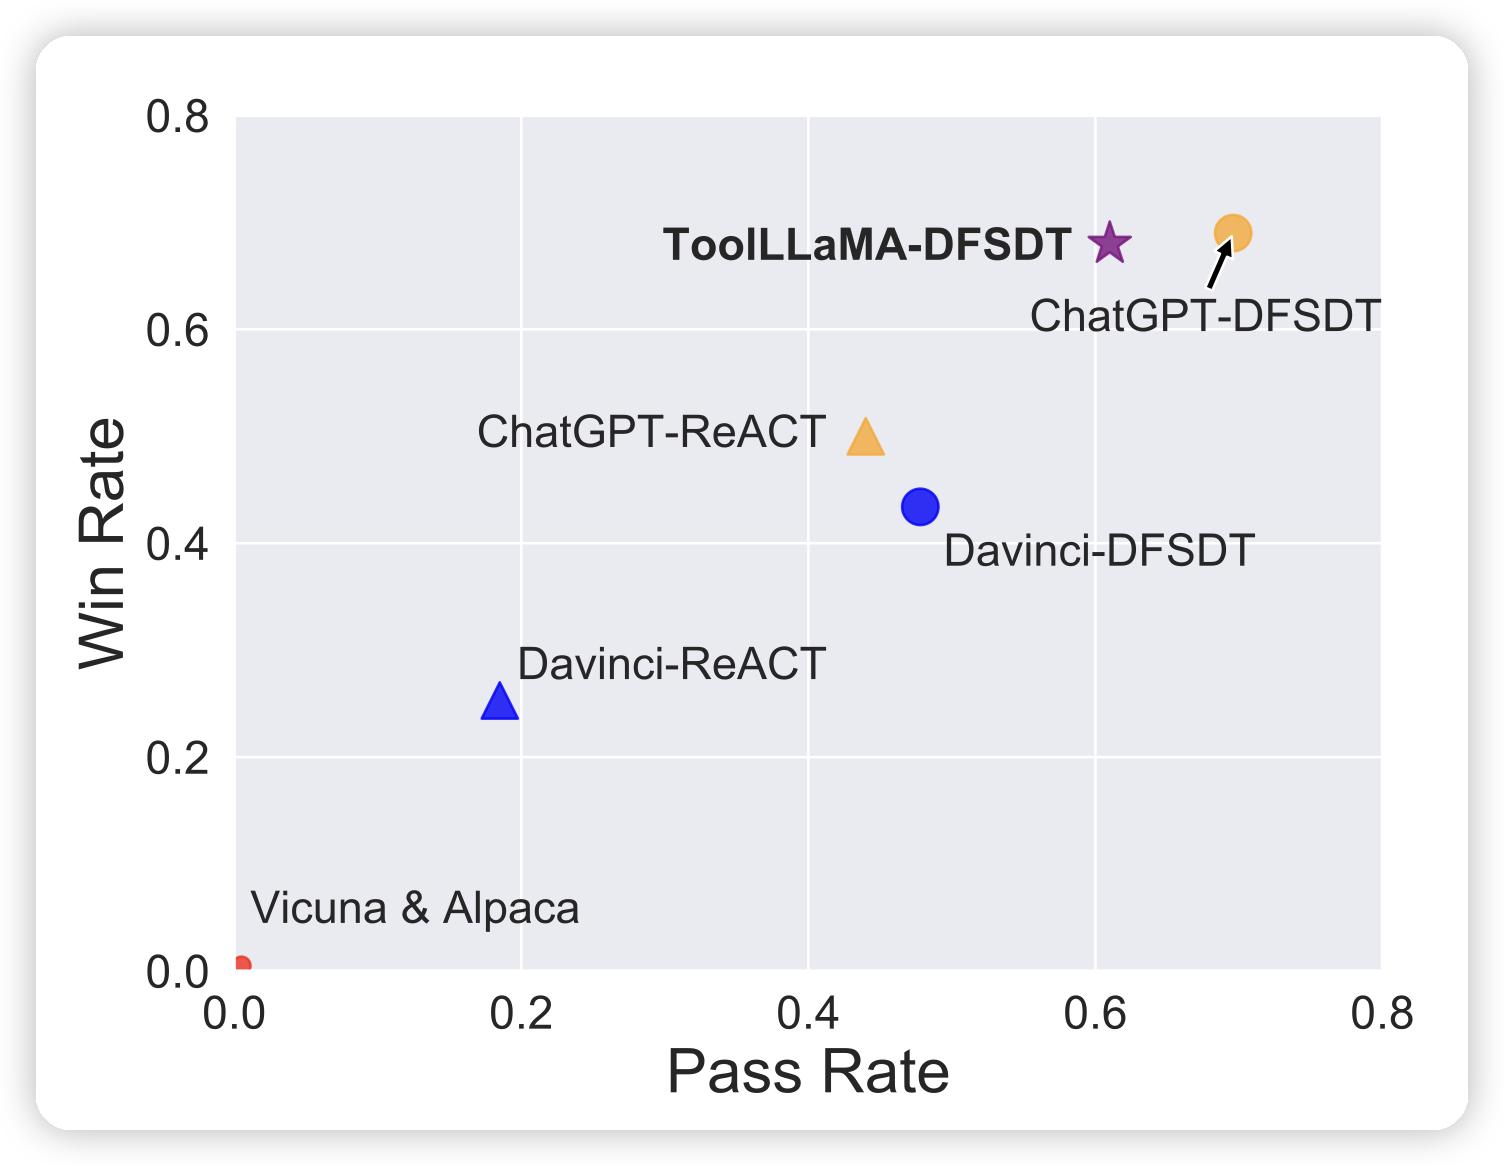 0.8
ToolLLaMA-DFSDT
ChatGPT-DFSDT
0.6
ChatGPT-ReACT
0.4
Davinci-DFSDT
Win Rate
Davinci-ReACT
0.2
Vicuna & Alpaca
0.0
0.0 0.2 0.4 0.6 0.8
Pass Rate